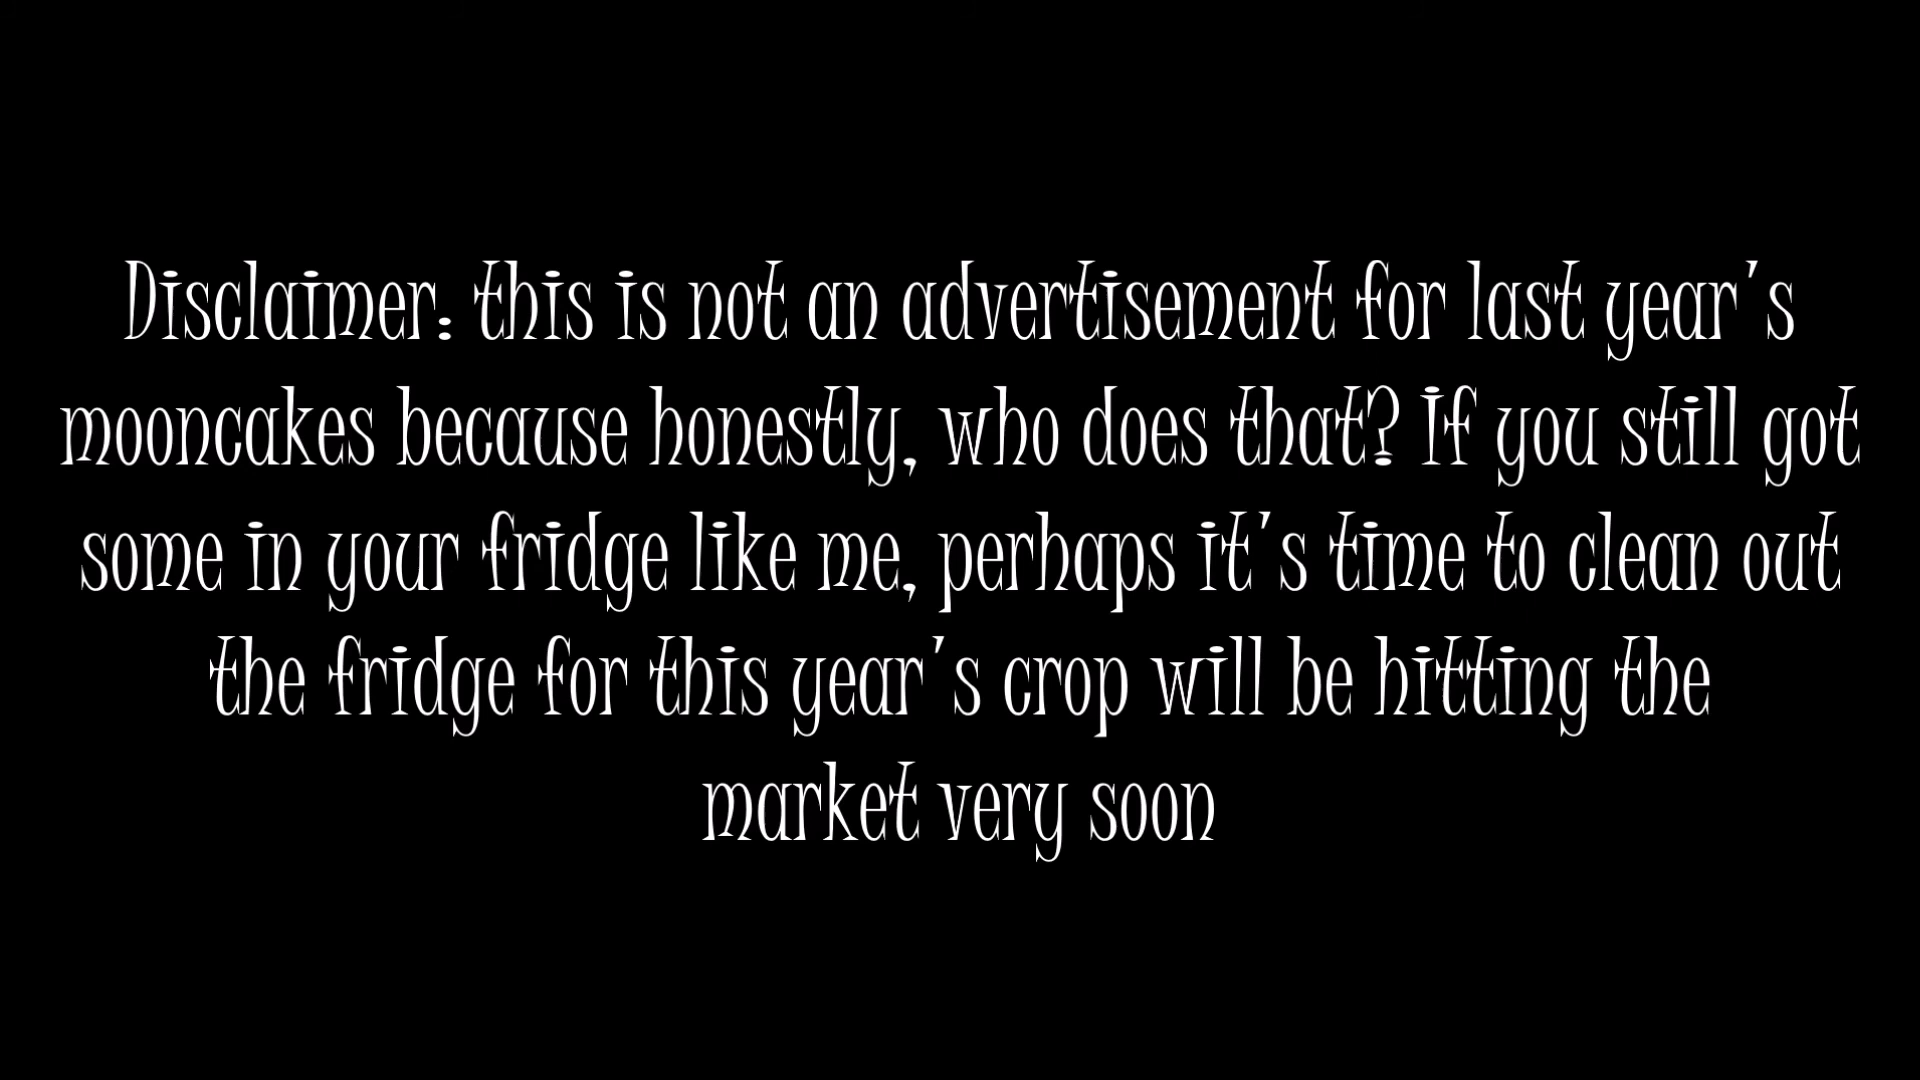 Disclaimer: this is not an advertisement for last year's
mooncakes because honestly, who does that? If you still got
some in your fridge like me, perhaps it's time to clean out
the fridge for this year's crop will be hitting the
market very soon